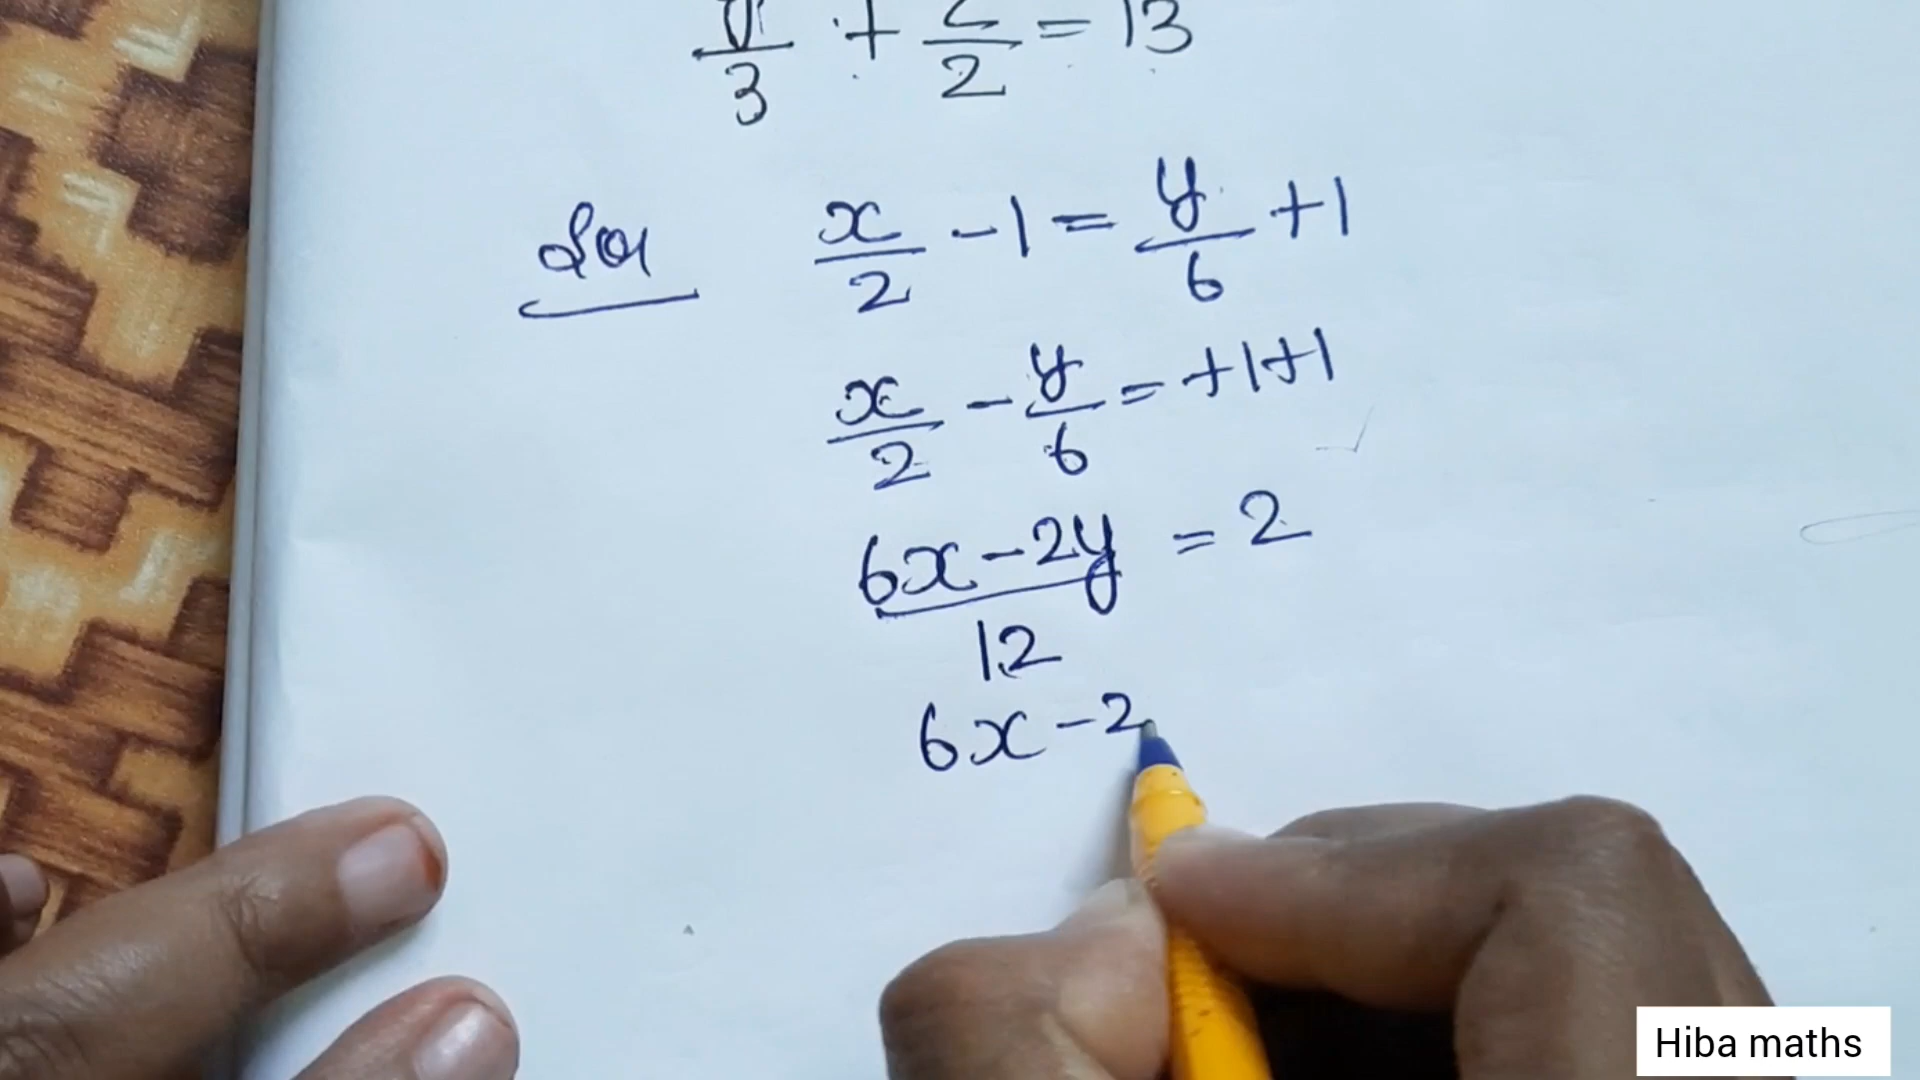 /3 + /2 = 13
Sol x/2 - 1 = y/6 + 1
x/2 - y/6 = +1+1
6x - 2y/12 = 2
6x - 2
Hiba maths